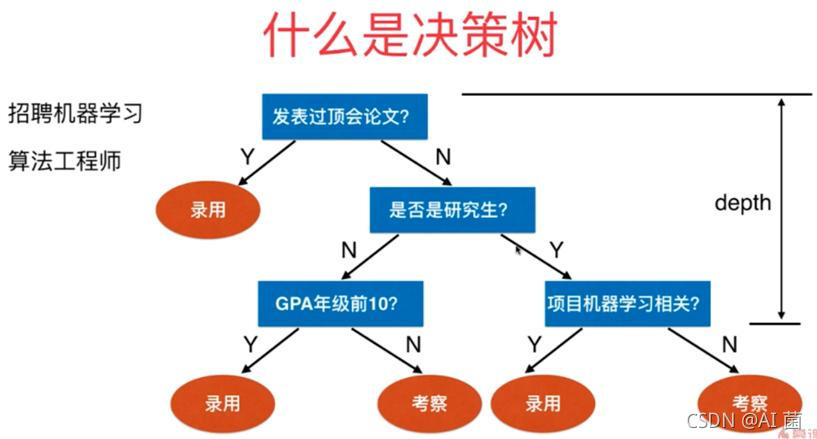 什么是决策树
招聘机器学习
算法工程师
发表过顶会论文?
Y
N
录用
是否是研究生?
depth
N
Y
GPA年级前10?
项目机器学习相关?
Y
N
Y
N
录用
考察
录用
考察
CSDN @AI 菌